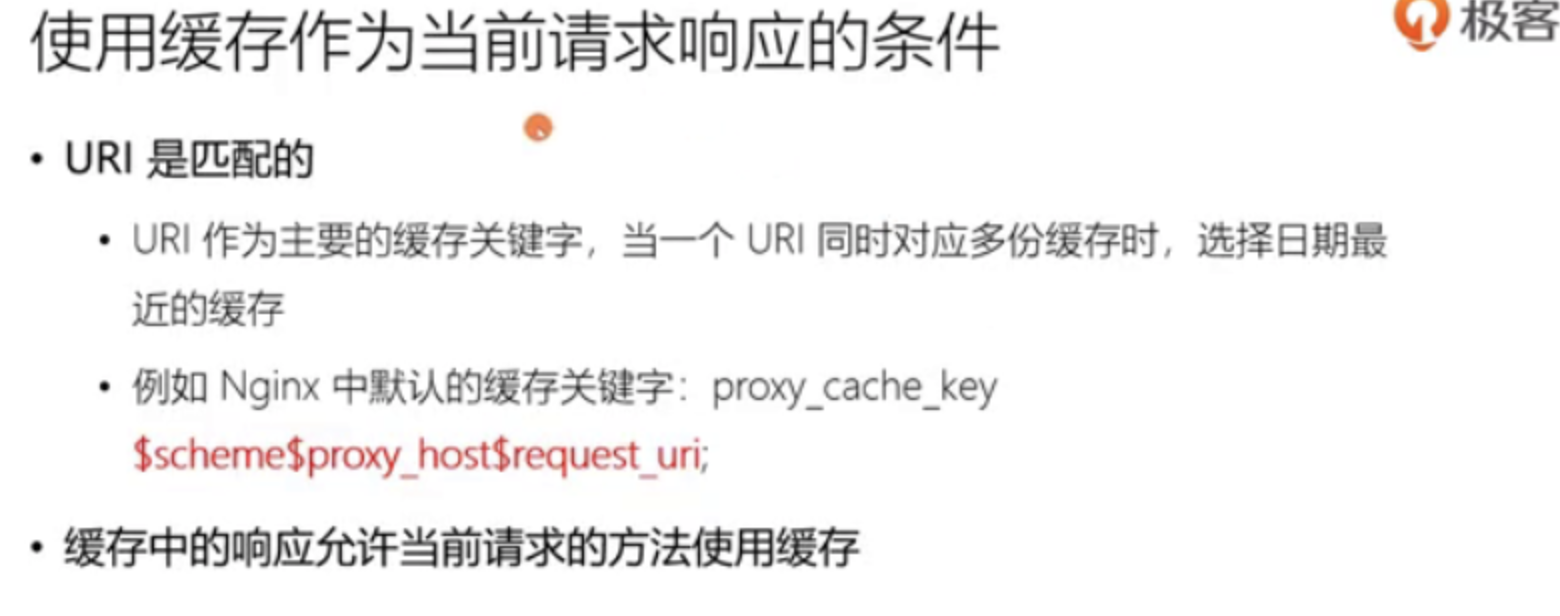 使用缓存作为当前请求响应的条件
极客
• URI 是匹配的
• URI 作为主要的缓存关键字，当一个 URI 同时对应多份缓存时，选择日期最
近的缓存
• 例如 Nginx 中默认的缓存关键字：proxy_cache_key
$scheme$proxy_host$request_uri;
• 缓存中的响应允许当前请求的方法使用缓存